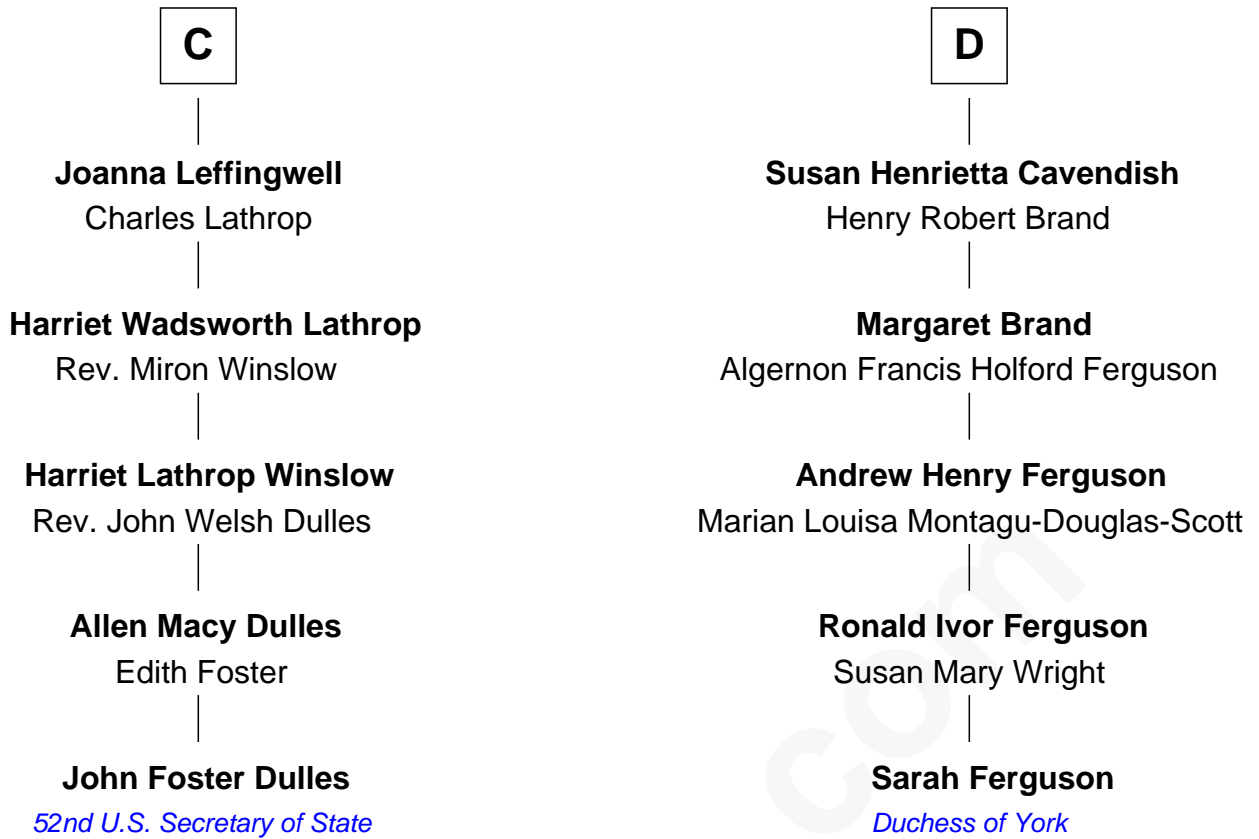 C
Joanna Leffingwell
Charles Lathrop
Harriet Wadsworth Lathrop
Rev. Miron Winslow
Harriet Lathrop Winslow
Rev. John Welsh Dulles
Allen Macy Dulles
Edith Foster
John Foster Dulles
52nd U.S. Secretary of State
D
Susan Henrietta Cavendish
Henry Robert Brand
Margaret Brand
Algernon Francis Holford Ferguson
Andrew Henry Ferguson
Marian Louisa Montagu-Douglas-Scott
Ronald Ivor Ferguson
Susan Mary Wright
Sarah Ferguson
Duchess of York
com